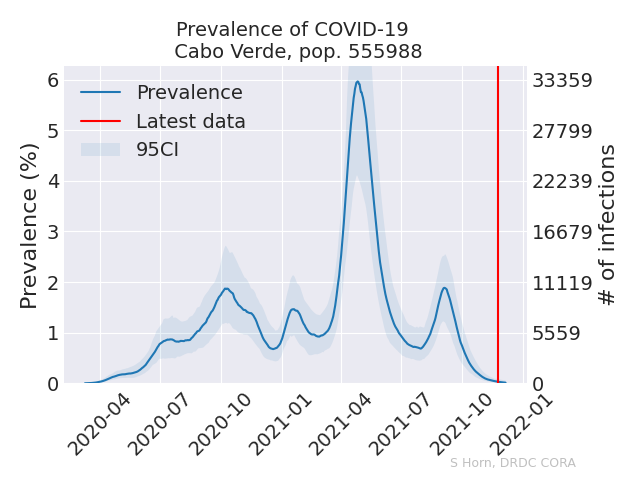 Prevalence of COVID-19
Cabo Verde, pop. 555988
Prevalence
Latest data
95CI
Prevalence (%)
6
5
4
3
2
1
0
33359
27799
22239
16679
11119
5559
0
# of infections
2020-04
2020-07
2020-10
2021-01
2021-04
2021-07
2021-10
2022-01
S Horn, DRDC CORA